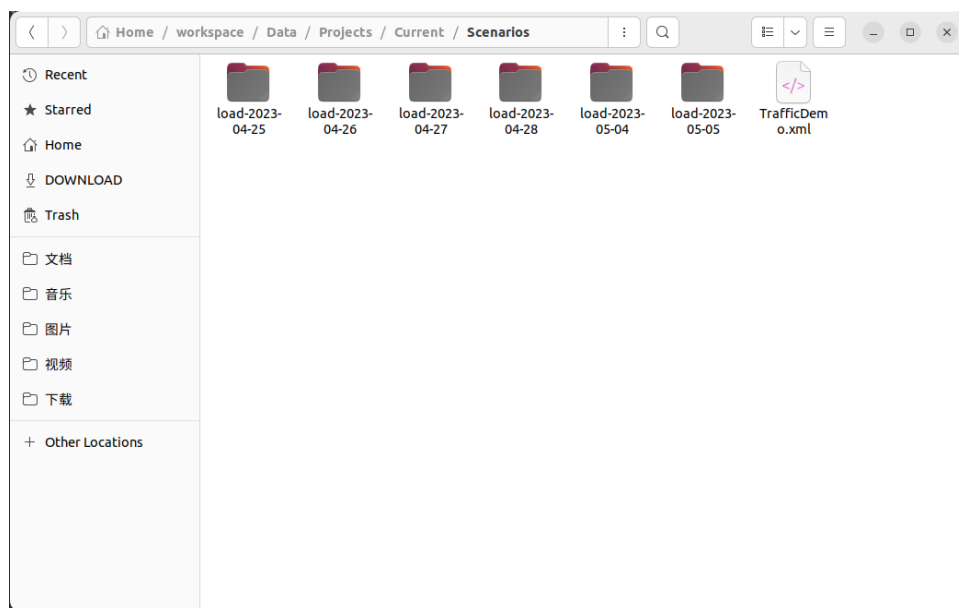 Home / workspace / Data / Projects / Current / Scenarios
Recent
Starred
Home
DOWNLOAD
Trash
文档
音乐
图片
视频
下载
+ Other Locations
load-2023-
04-25
load-2023-
04-26
load-2023-
04-27
load-2023-
04-28
load-2023-
05-04
load-2023-
05-05
</>
TrafficDem
o.xml